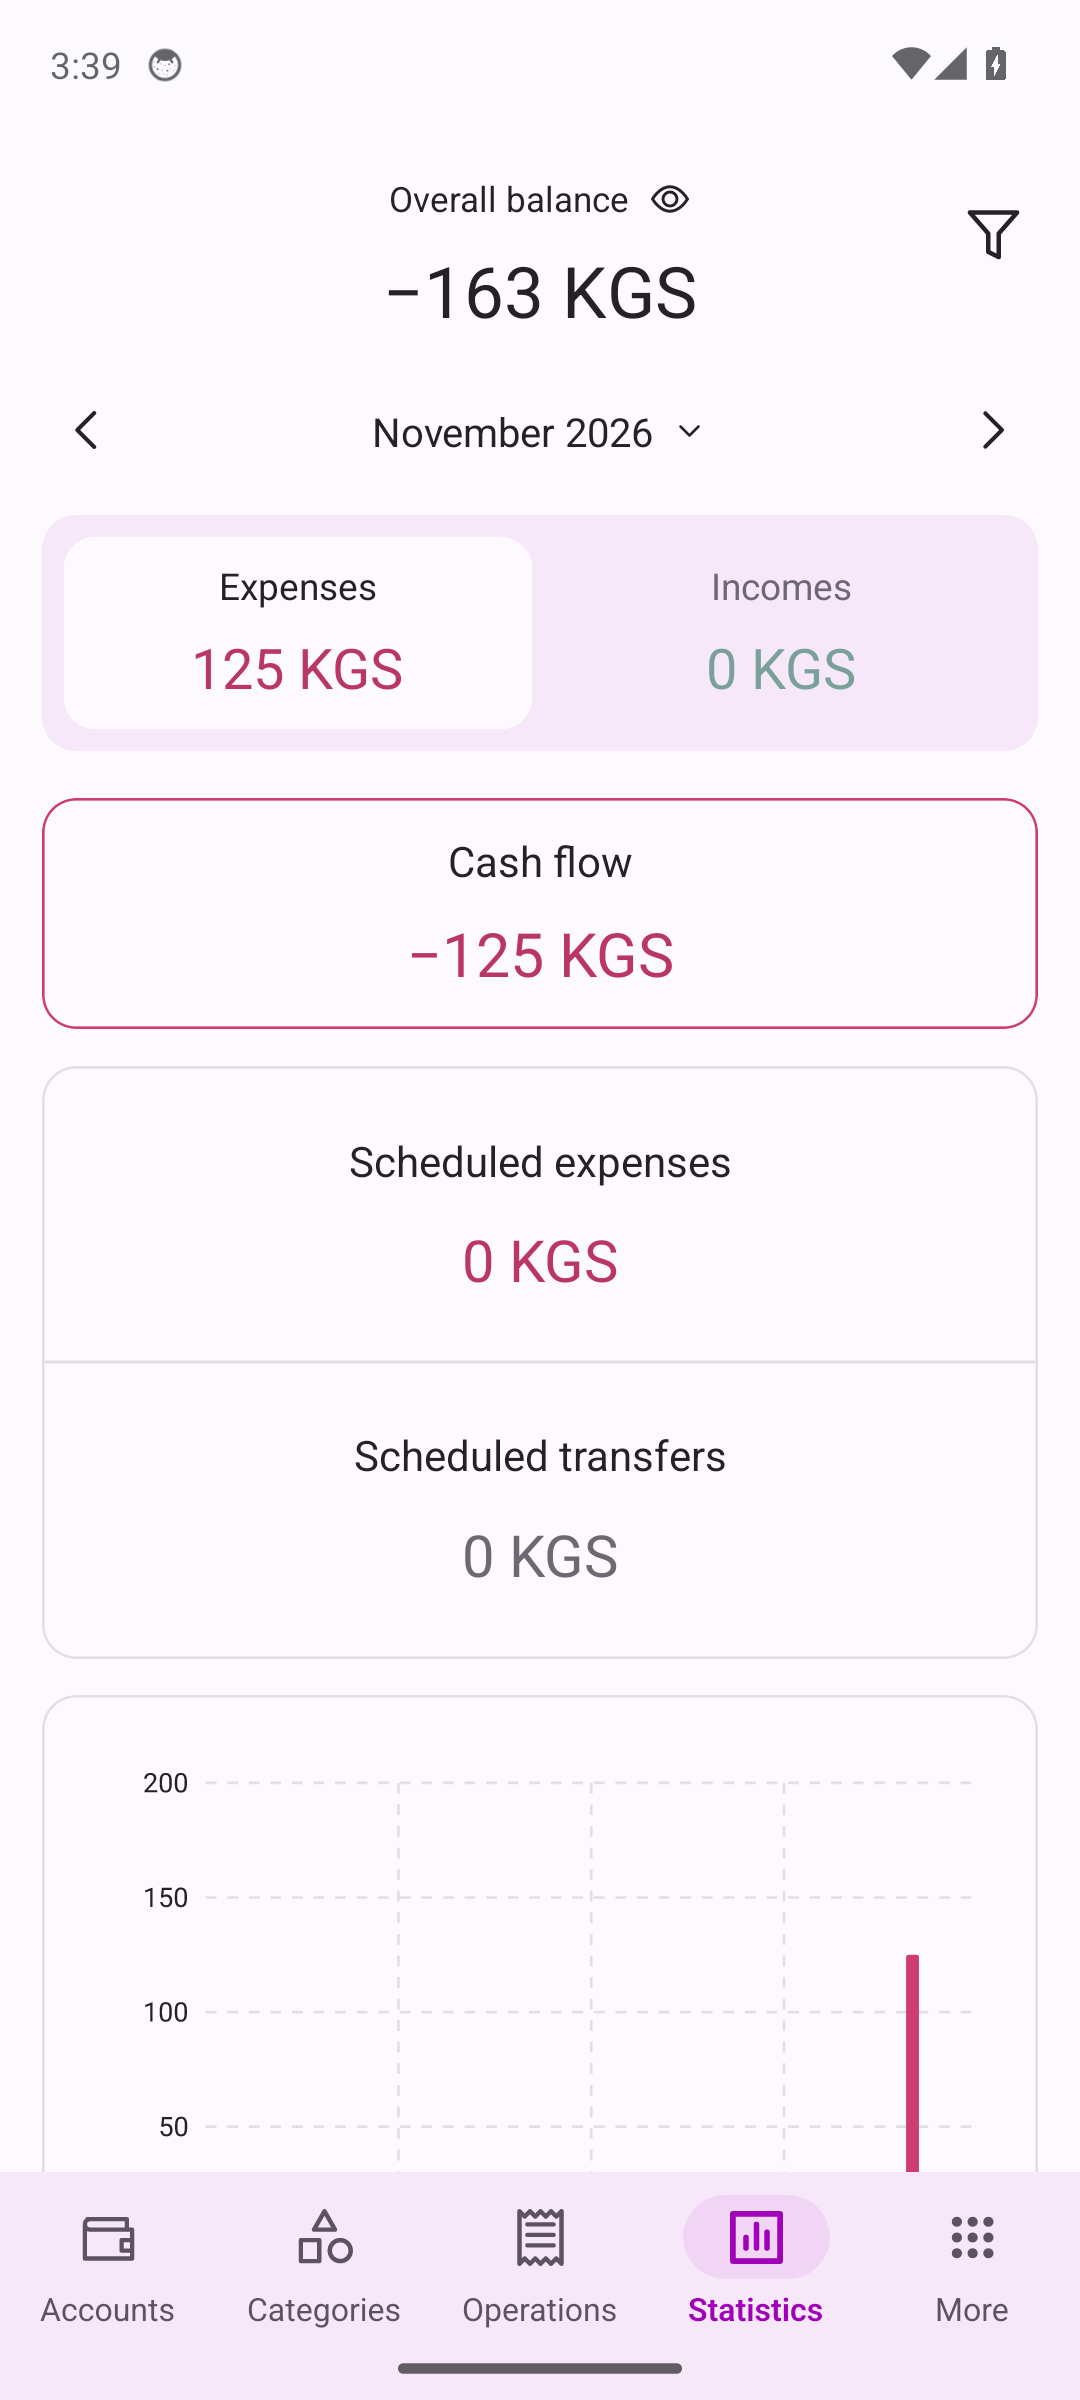 3:39
Overall balance
−163 KGS
November 2026
Expenses
125 KGS
Incomes
0 KGS
Cash flow
−125 KGS
Scheduled expenses
0 KGS
Scheduled transfers
0 KGS
200
150
100
50
Accounts
Categories
Operations
Statistics
More